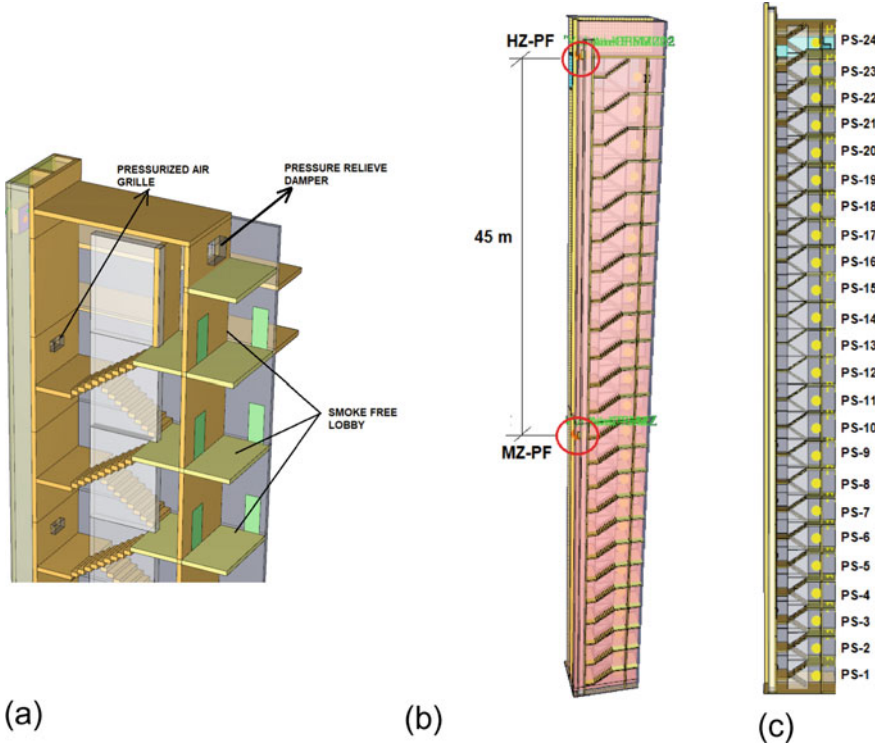 PRESSURIZED AIR
GRILLE
PRESSURE RELIEVE
DAMPER
SMOKE FREE
LOBBY
(a)
HZ-PF
45 m
MZ-PF
(b)
PS-24
PS-23
PS-22
PS-21
PS-20
PS-19
PS-18
PS-17
PS-16
PS-15
PS-14
PS-13
PS-12
PS-11
PS-10
PS-9
PS-8
PS-7
PS-6
PS-5
PS-4
PS-3
PS-2
PS-1
(c)